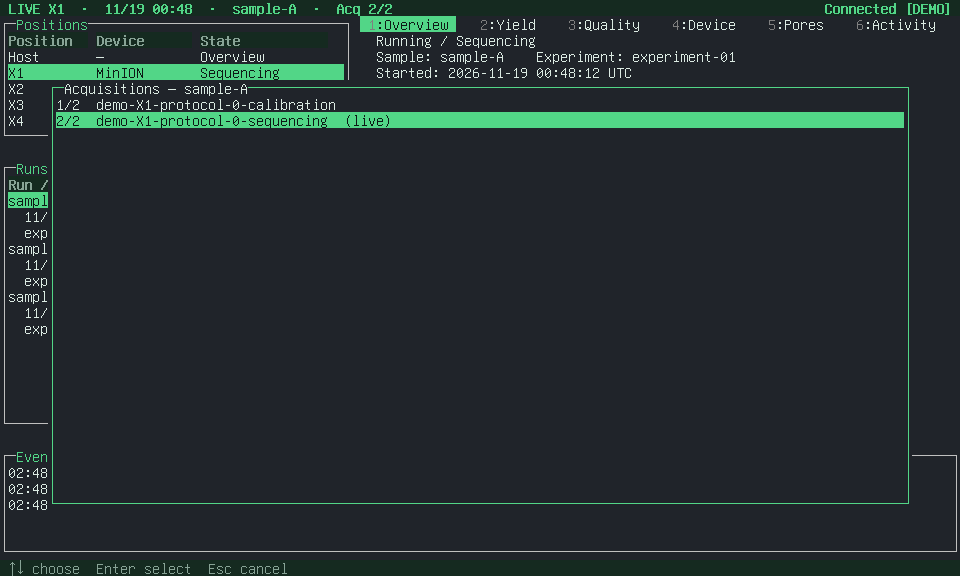 LIVE X1 · 11/19 00:48 · sample-A · Acq 2/2 Connected [DEMO]
Positions 1:Overview 2:Yield 3:Quality 4:Device 5:Pores 6:Activity
Position Device State Running / Sequencing
Host — Overview Sample: sample-A Experiment: experiment-01
X1 MinION Sequencing Started: 2026-11-19 00:48:12 UTC
X2 Acquisitions — sample-A
X3 1/2 demo-X1-protocol-0-calibration
X4 2/2 demo-X1-protocol-0-sequencing (live)
Runs
Run /
sampl
11/
exp
sampl
11/
exp
sampl
11/
exp
Even
02:48
02:48
02:48
↑↓ choose Enter select Esc cancel